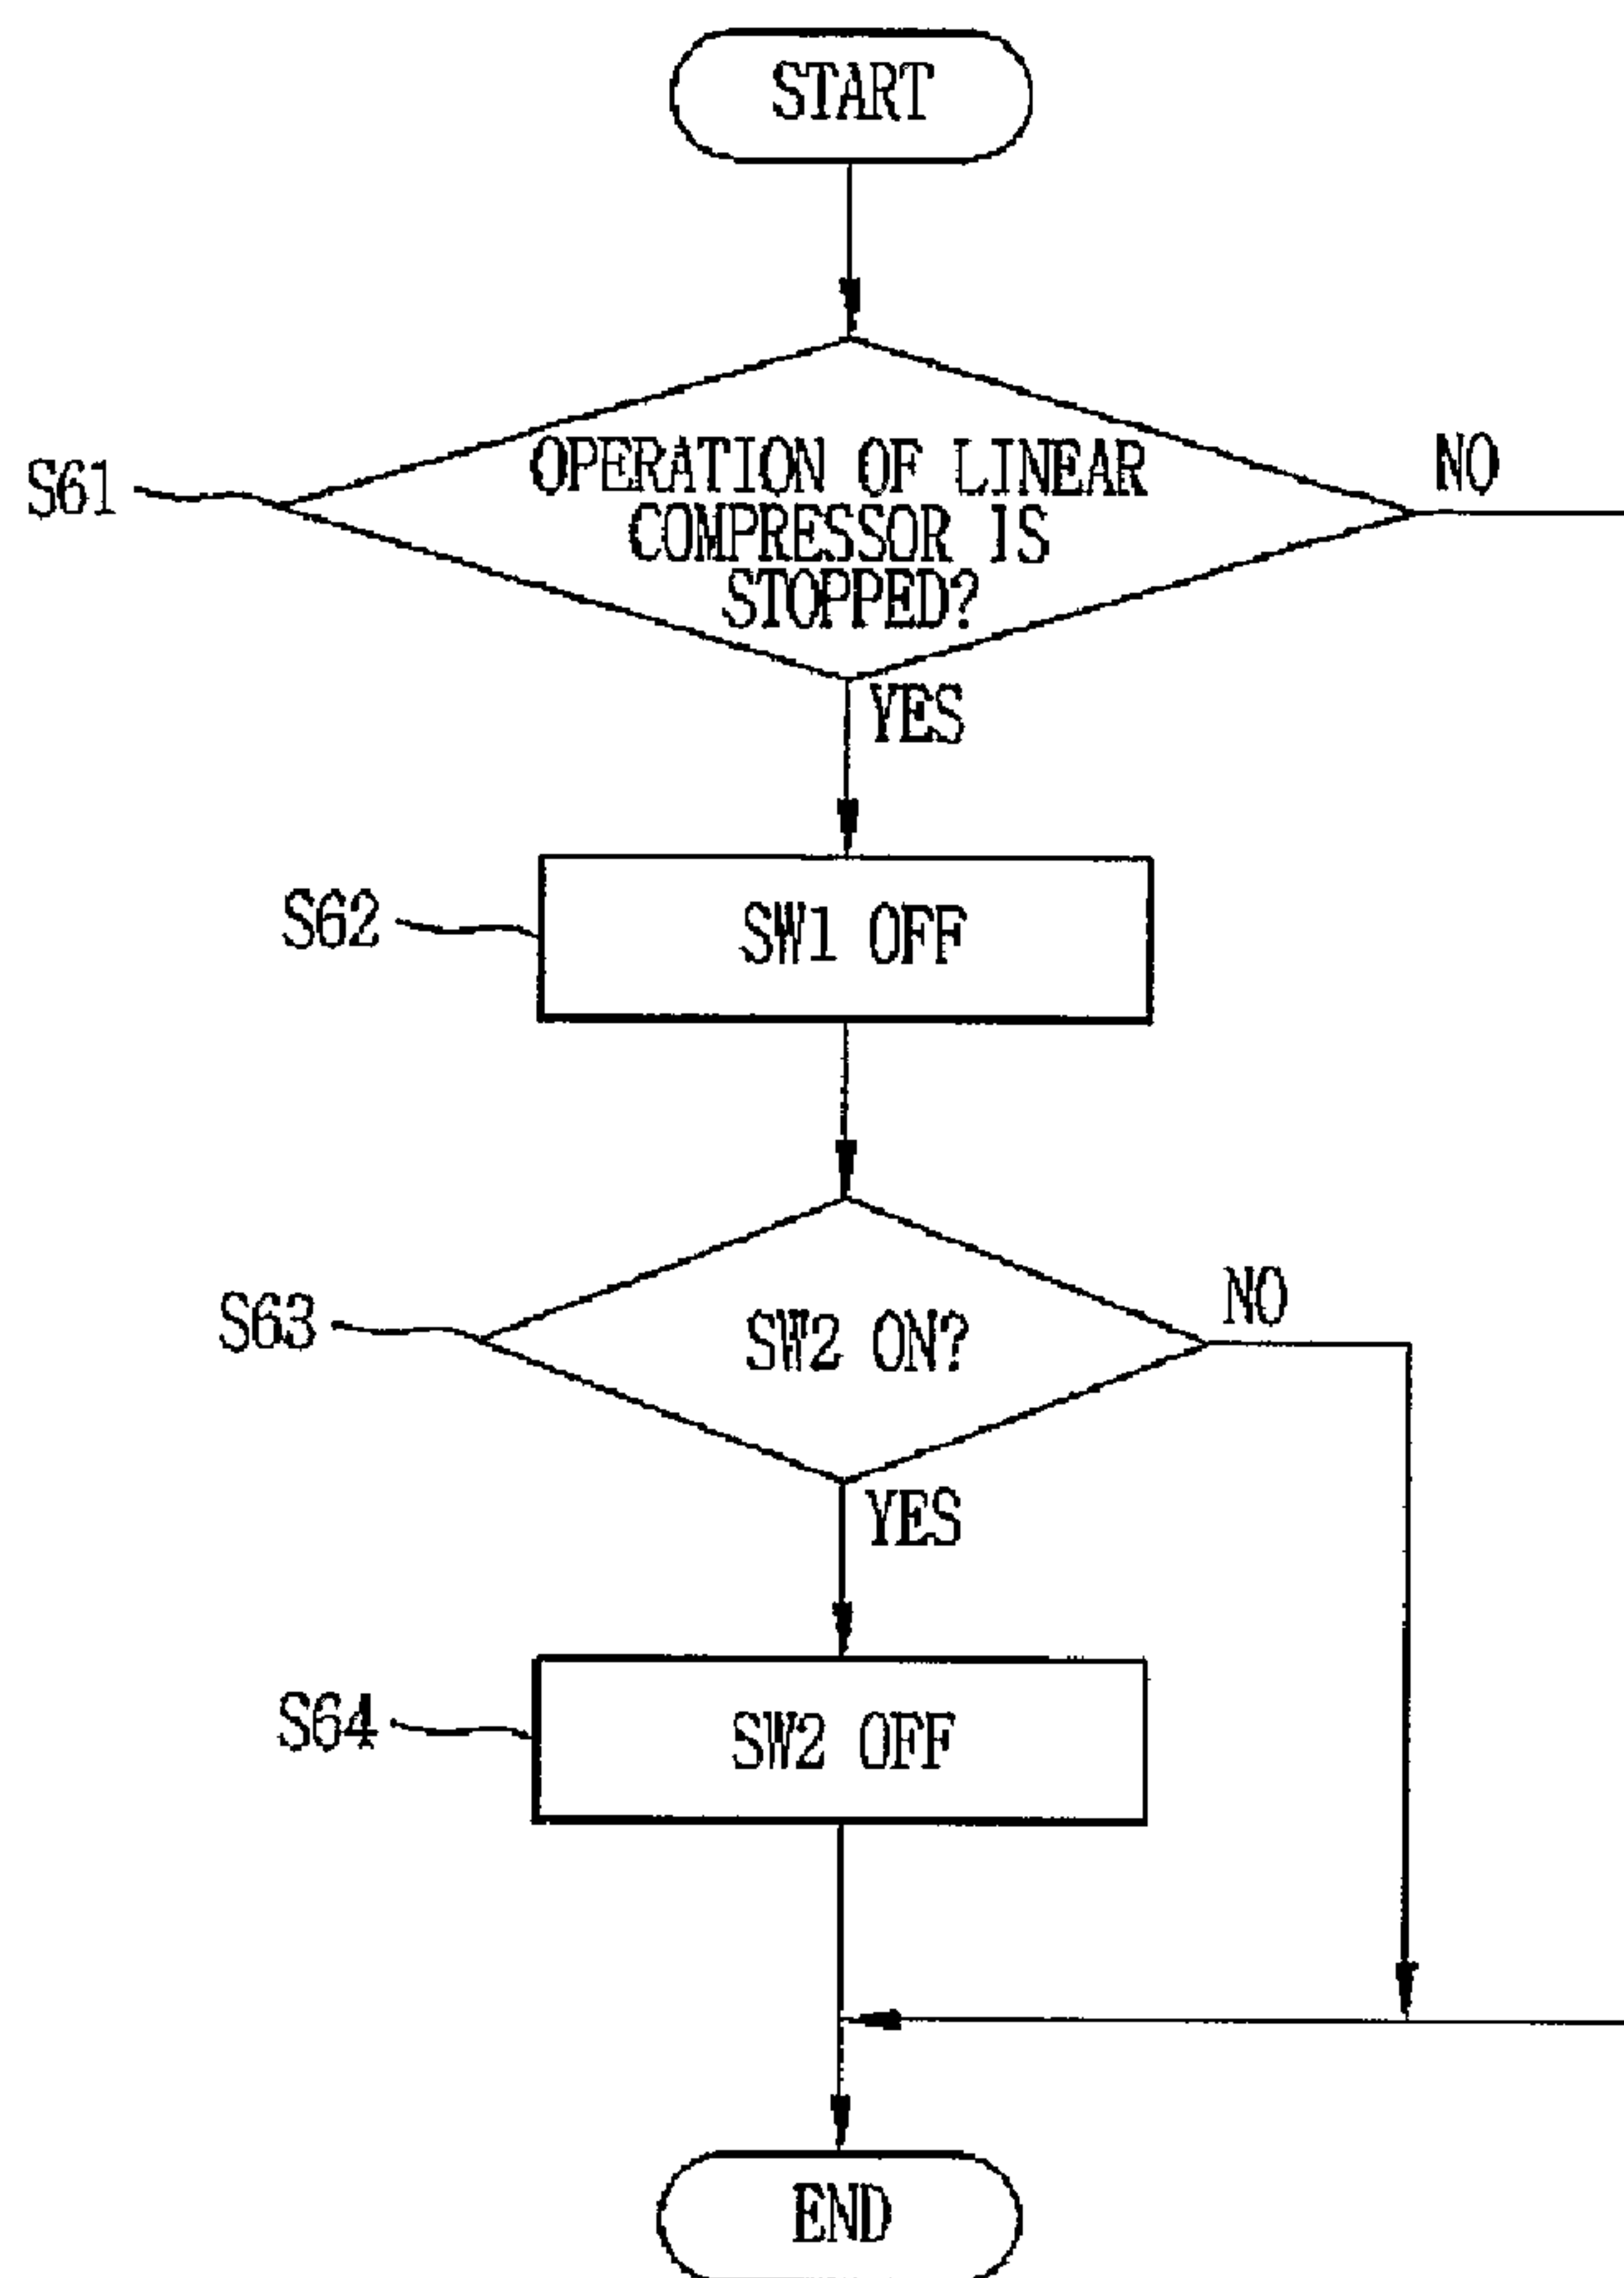 START
S61
OPERATION OF LINEAR
COMPRESSOR IS
STOPPED?
NO
YES
S62
SW1 OFF
S63
SW2 ON?
NO
YES
S64
SW2 OFF
END